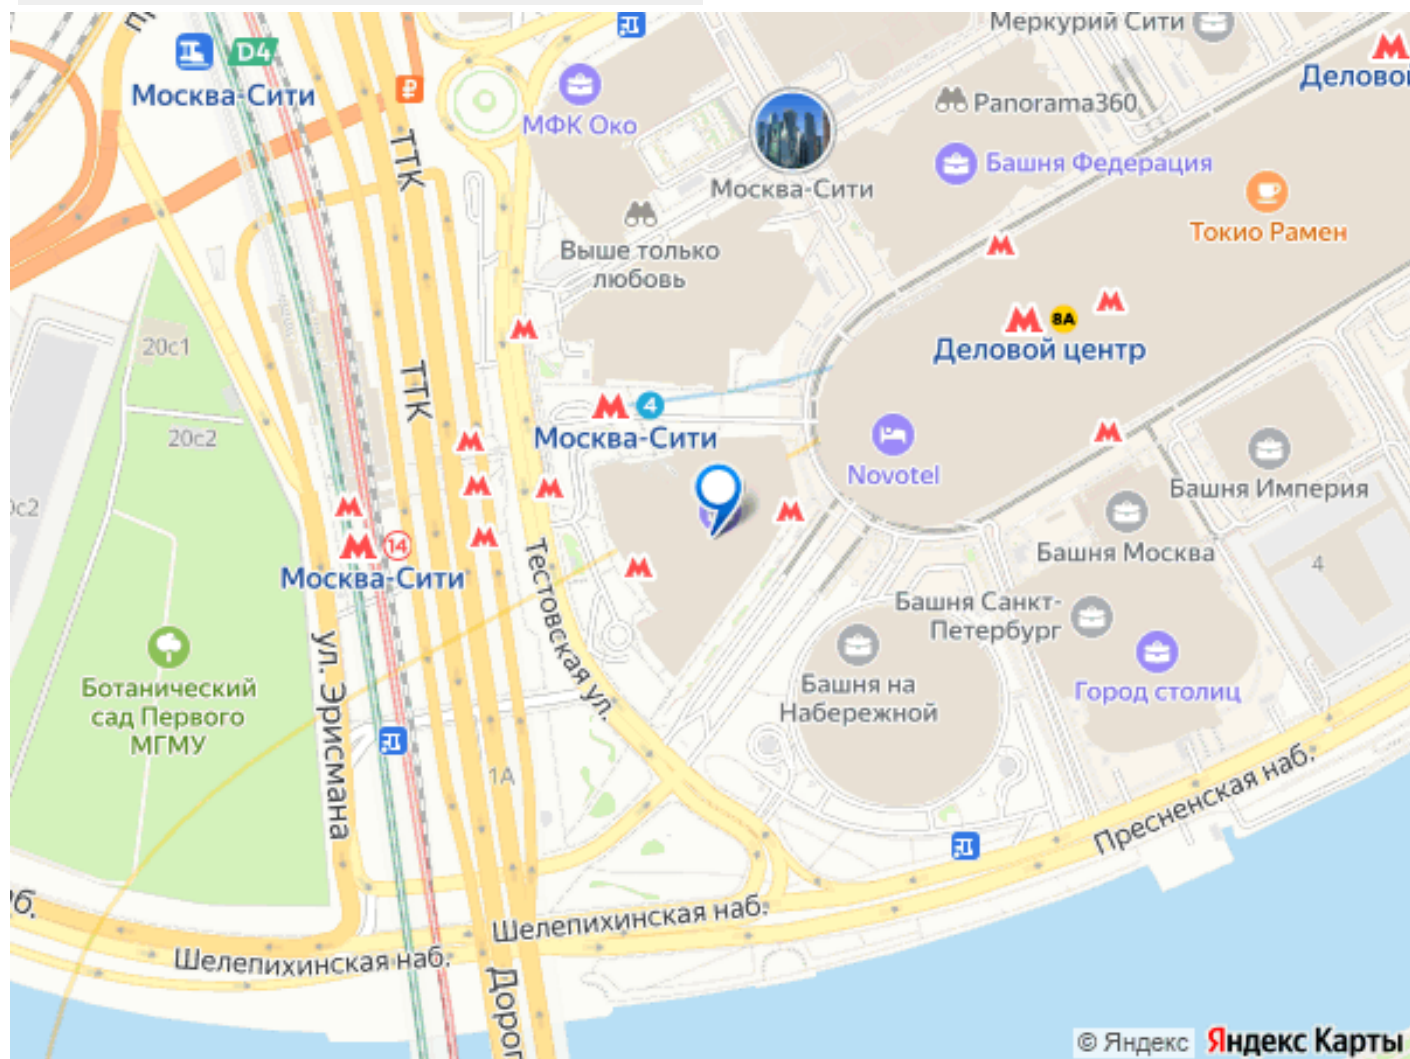 Меркурий Сити
D4
Москва-Сити
Деловой
Panorama360
МФК Око
ТТК
Башня Федерация
Москва-Сити
Токио Рамен
Выше только
любовь
8А
20с1
Деловой центр
ТТК
4
20с2
Москва-Сити
Novotel
Башня Империя
Башня Москва
14
Москва-Сити
4
Тестовская ул.
Башня Санкт-
Петербург
ул. Эрисмана
Ботанический
сад Первого
МГМУ
Башня на
Набережной
Город столиц
1А
Пресненская наб.
Шелепихинская наб.
Шелепихинская наб.
© Яндекс
Яндекс Карты